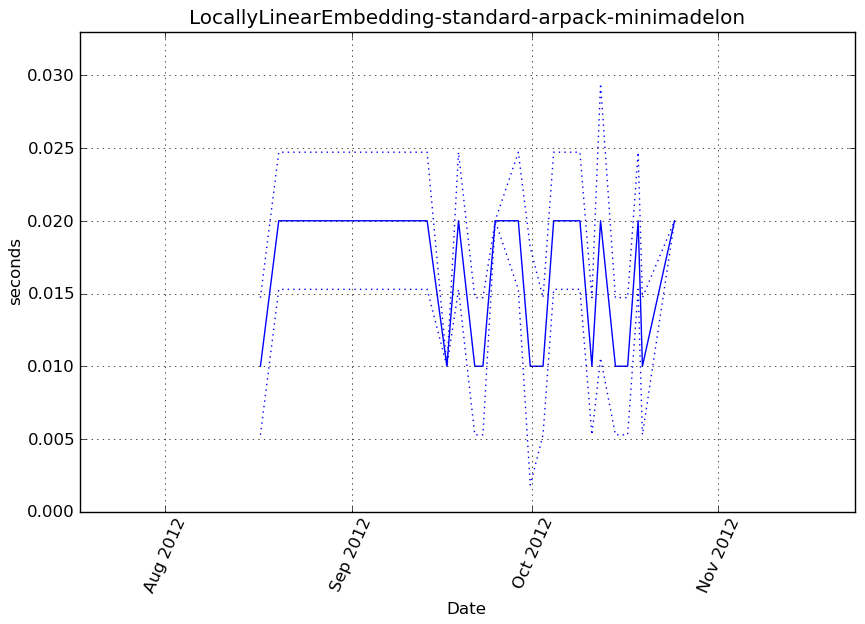 LocallyLinearEmbedding-standard-arpack-minimadelon
0.030
0.025
0.020
0.015
0.010
0.005
0.000
seconds
Aug 2012
Sep 2012
Oct 2012
Nov 2012
Date